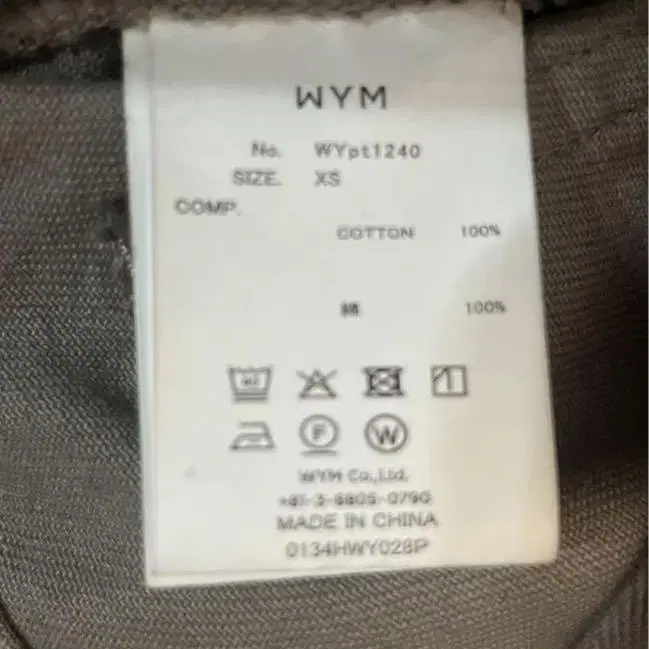 WYM
No. WYpt1240
SIZE. XS
COMP.
COTTON 100%
綿 100%
F W
WYM Co.,Ltd.
+81-3-6805-0790
MADE IN CHINA
0134HWY028P